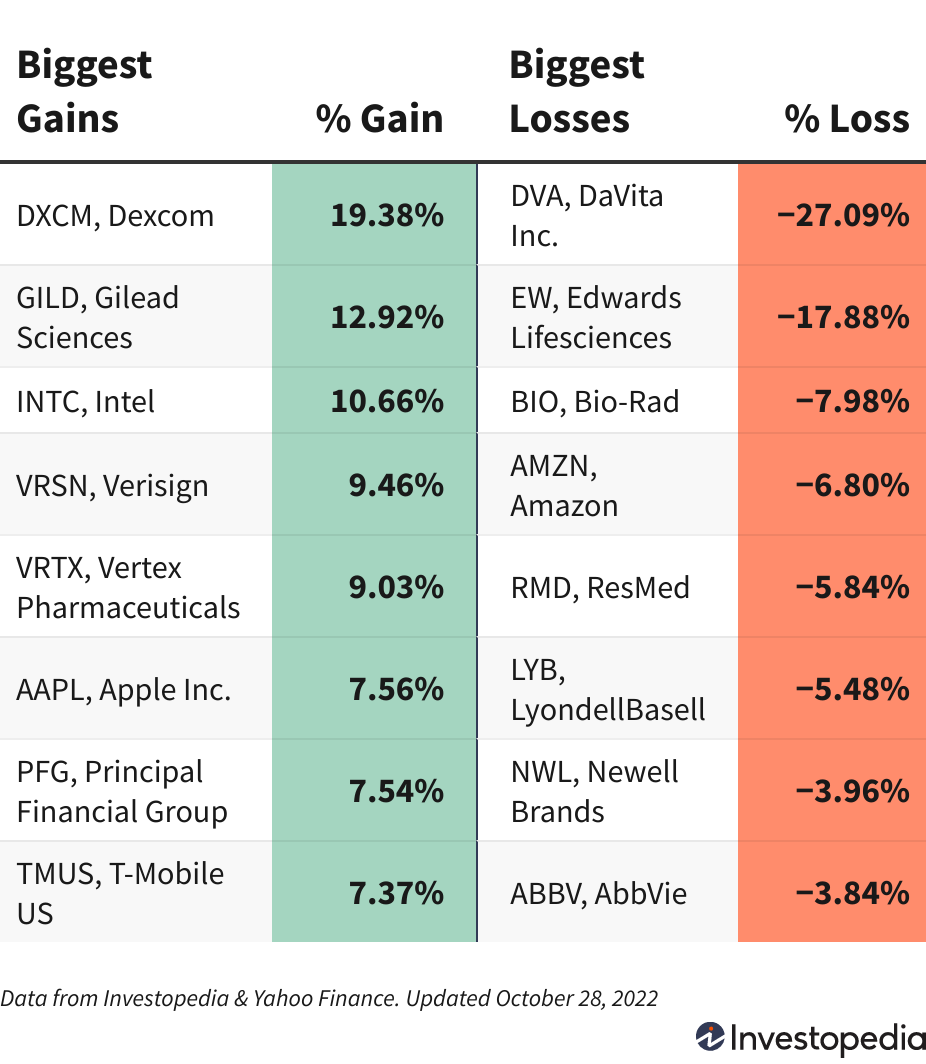 Biggest
Gains
% Gain
Biggest
Losses
% Loss
DXCM, Dexcom
19.38%
DVA, DaVita
Inc.
−27.09%
GILD, Gilead
Sciences
12.92%
EW, Edwards
Lifesciences
−17.88%
INTC, Intel
10.66%
BIO, Bio-Rad
−7.98%
VRSN, Verisign
9.46%
AMZN,
Amazon
−6.80%
VRTX, Vertex
Pharmaceuticals
9.03%
RMD, ResMed
−5.84%
AAPL, Apple Inc.
7.56%
LYB,
LyondellBasell
−5.48%
PFG, Principal
Financial Group
7.54%
NWL, Newell
Brands
−3.96%
TMUS, T-Mobile
US
7.37%
ABBV, AbbVie
−3.84%
Data from Investopedia & Yahoo Finance. Updated October 28, 2022
Investopedia